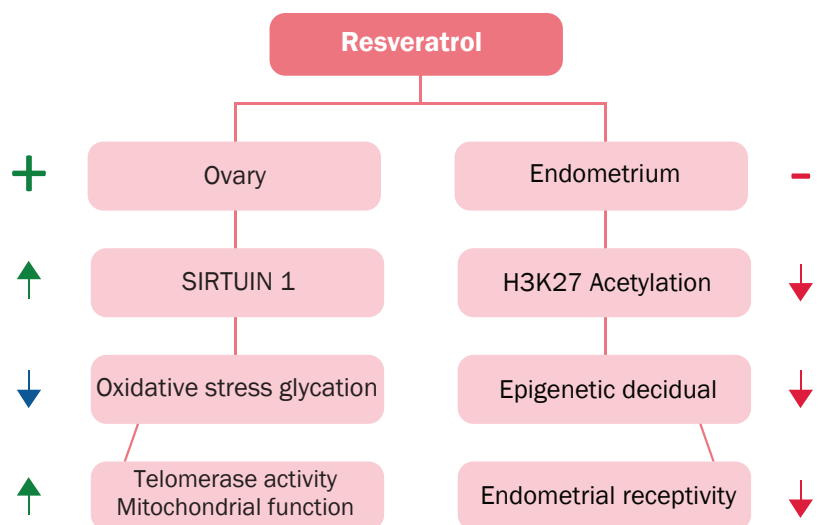 Resveratrol
+
Ovary
Endometrium
-
SIRTUIN 1
H3K27 Acetylation
Oxidative stress glycation
Epigenetic decidual
Telomerase activity
Mitochondrial function
Endometrial receptivity